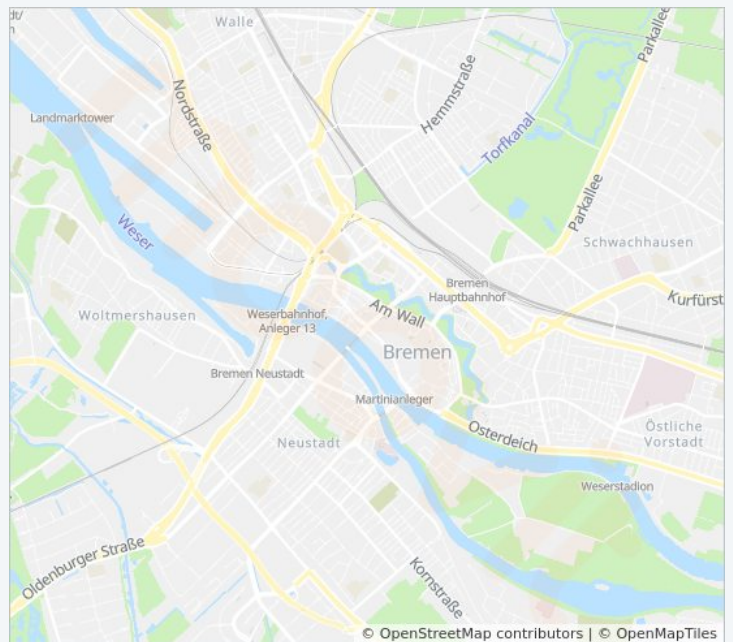 dt/
n
Walle
Parkallee
Hemmstraße
Nordstraße
Landmarktower
Torfkanal
Parkallee
Weser
Schwachhausen
Bremen
Hauptbahnhof
Kurfürst
Woltmershausen
Weserbahnhof,
Anleger 13
Am Wall
Bremen
Bremen Neustadt
Martinianleger
Neustadt
Osterdeich
Östliche
Vorstadt
Weserstadion
Oldenburger Straße
Kornstraße
© OpenStreetMap contributors | © OpenMapTiles